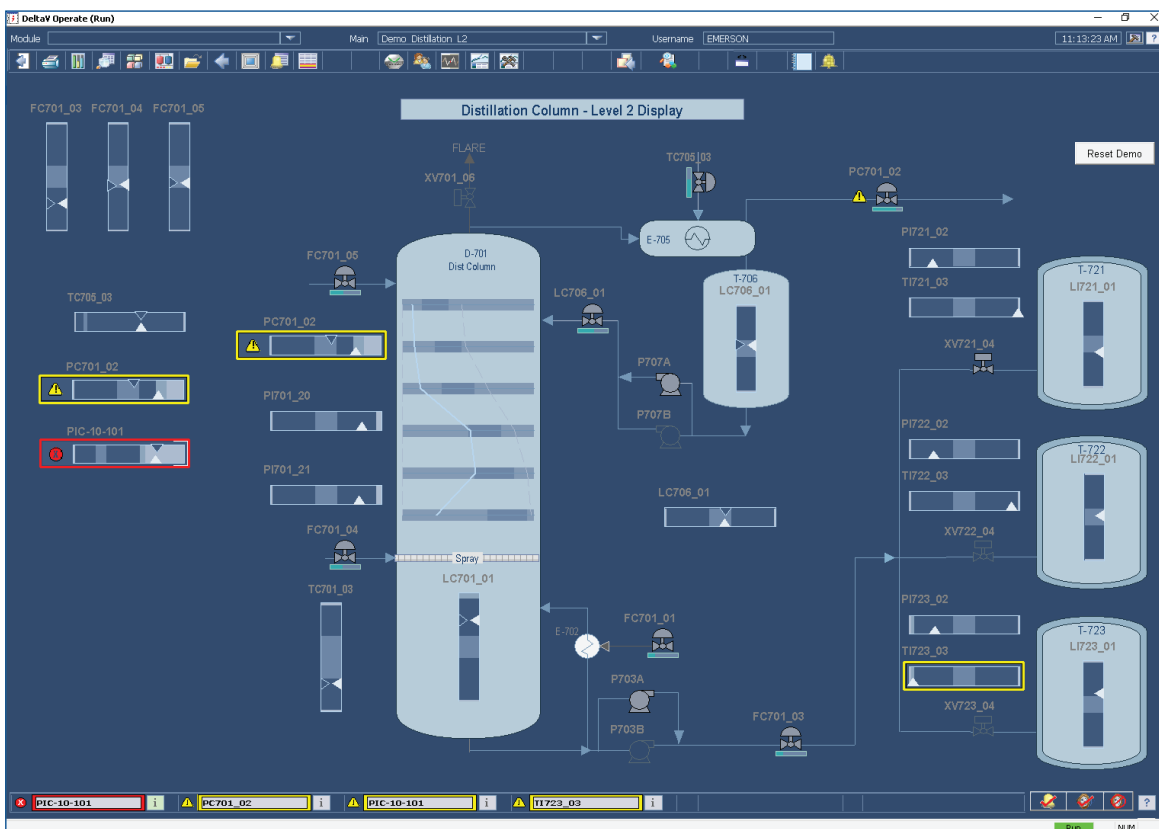 DeltaV Operate (Run)
Module
Main
Demo Distillation L2
Username
EMERSON
11:13:23 AM
?
Distillation Column - Level 2 Display
FC701_03
FC701_04
FC701_05
FLARE
TC705_03
Reset Demo
XV701_06
PC701_02
E-705
PI721_02
D-701
Dist Column
FC701_05
T-706
LC706_01
T-721
LI721_01
TI721_03
LC706_01
TC705_03
PC701_02
XV721_04
PC701_02
P707A
PI701_20
P707B
PI722_02
PIC-10-101
T-722
LI722_01
PI701_21
TI722_03
LC706_01
FC701_04
XV722_04
Spray
LC701_01
TC701_03
PI723_02
FC701_01
E-702
T-723
LI723_01
TI723_03
P703A
XV723_04
FC701_03
P703B
PIC-10-101
i
PC701_02
i
PIC-10-101
i
TI723_03
i
?
Run
NUM